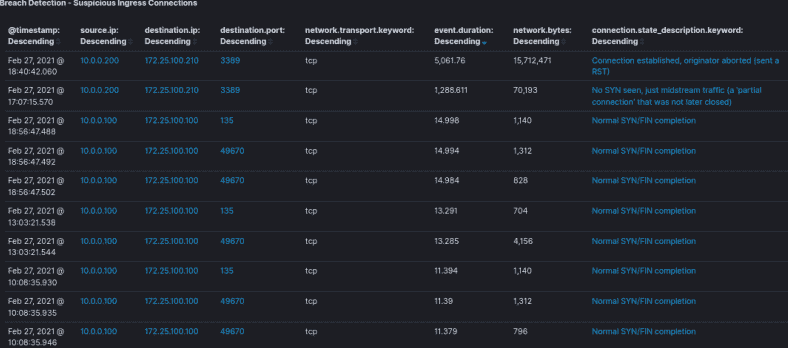 Breach Detection - Suspicious Ingress Connections
@timestamp: source.ip: destination.ip: destination.port: network.transport.keyword: event.duration: network.bytes: connection.state_description.keyword:
Descending Descending Descending Descending Descending Descending Descending Descending
Feb 27, 2021 @ 10.0.0.200 172.25.100.210 3389 tcp 5,061.76 15,712,471 Connection established, originator aborted (sent a
18:40:42.060 RST)
Feb 27, 2021 @ 10.0.0.200 172.25.100.210 3389 tcp 1,286.611 70,193 No SYN seen, just midstream traffic (a 'partial
17:07:15.570 connection' that was not later closed)
Feb 27, 2021 @ 10.0.0.100 172.25.100.100 135 tcp 14.998 1,140 Normal SYN/FIN completion
18:56:47.488
Feb 27, 2021 @ 10.0.0.100 172.25.100.100 49670 tcp 14.994 1,312 Normal SYN/FIN completion
18:56:47.492
Feb 27, 2021 @ 10.0.0.100 172.25.100.100 49670 tcp 14.984 828 Normal SYN/FIN completion
18:56:47.502
Feb 27, 2021 @ 10.0.0.100 172.25.100.100 135 tcp 13.291 704 Normal SYN/FIN completion
13:03:21.538
Feb 27, 2021 @ 10.0.0.100 172.25.100.100 49670 tcp 13.285 4,156 Normal SYN/FIN completion
13:03:21.544
Feb 27, 2021 @ 10.0.0.100 172.25.100.100 135 tcp 11.394 1,140 Normal SYN/FIN completion
10:08:35.930
Feb 27, 2021 @ 10.0.0.100 172.25.100.100 49670 tcp 11.39 1,312 Normal SYN/FIN completion
10:08:35.935
Feb 27, 2021 @ 10.0.0.100 172.25.100.100 49670 tcp 11.379 796 Normal SYN/FIN completion
10:08:35.946